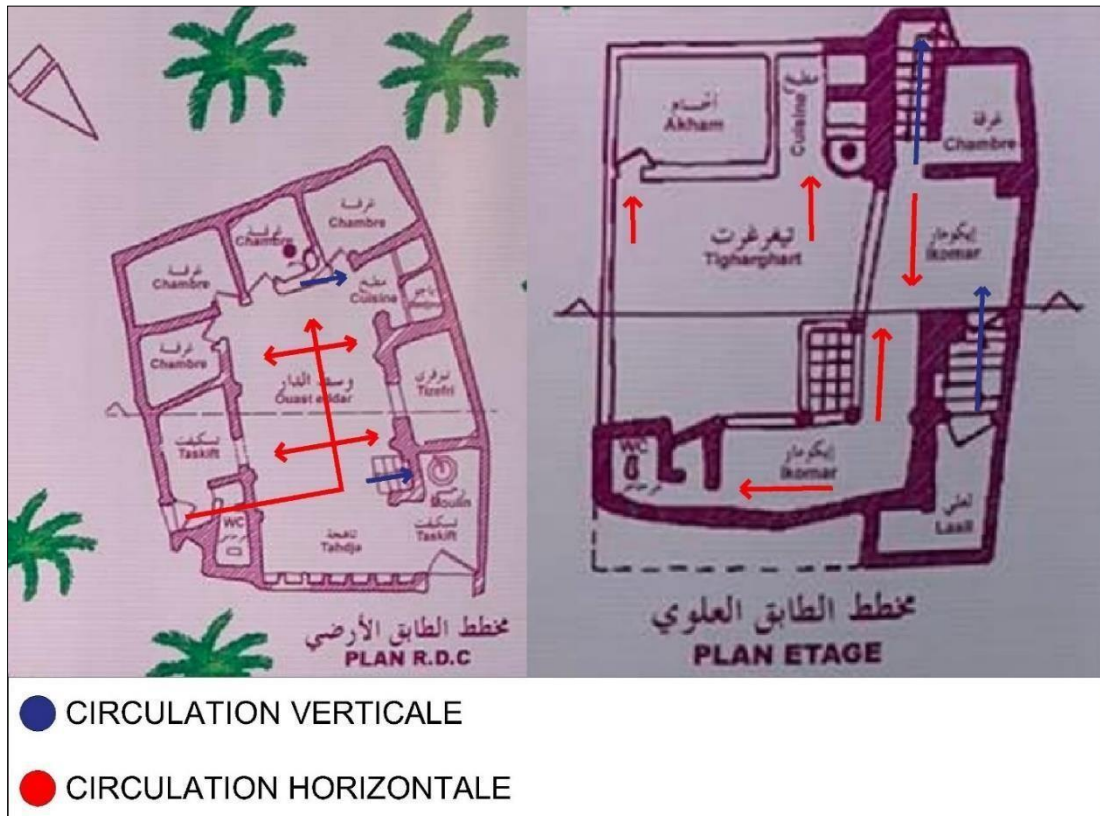 غرفة
Chambre
غرفة
Chambre
غرفة
Chambre
مطبخ
Cuisine
غرفة
Chambre
تيزفري
Tizefri
وسط الدار
Ouast eddar
تسكيفت
Taskift
Moulin
WC
مرحاض
تسكيفت
Taskift
Tahdja
مخطط الطابق الأرضي
PLAN R.D.C
Akham
مطبخ
Cuisine
غرفة
Chambre
تيغرغرت
Tigharghart
إيكومار
Ikomar
WC
مرحاض
إيكومار
Ikomar
لعلي
Laali
مخطط الطابق العلوي
PLAN ETAGE
CIRCULATION VERTICALE
CIRCULATION HORIZONTALE